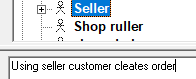 Seller
Shop ruller
Using seller customer cleates order